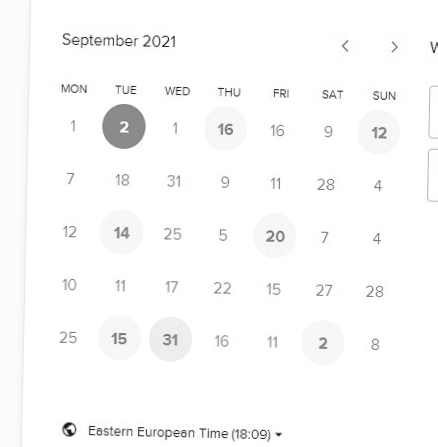 September 2021
W
MON TUE WED THU FRI SAT SUN
1 2 1 16 16 9 12
7 18 31 9 11 28 4
12 14 25 5 20 7 4
10 11 17 22 15 27 28
25 15 31 16 11 2 8
Eastern European Time (18:09)